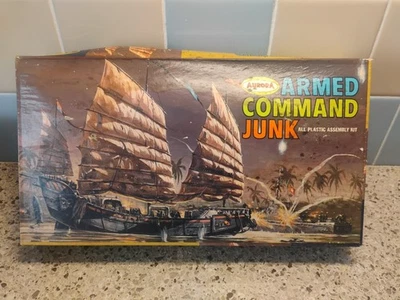 AURORA
ARMED
COMMAND
JUNK
ALL PLASTIC ASSEMBLY KIT